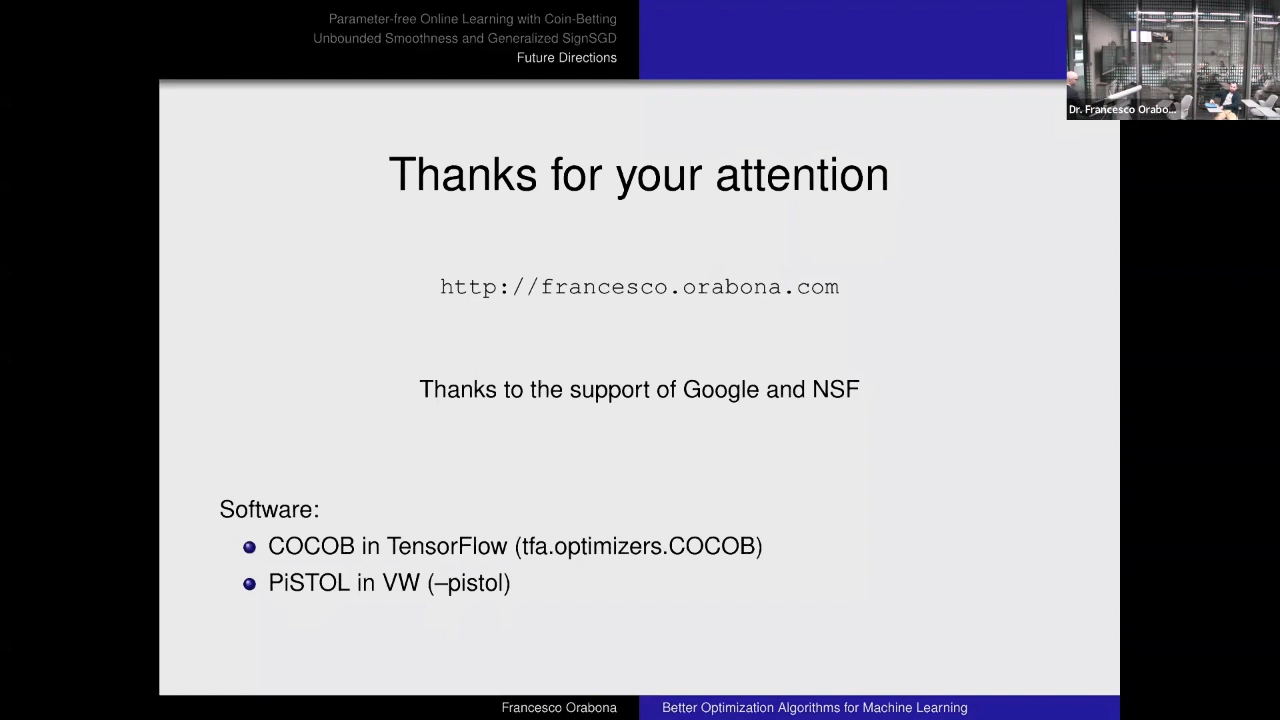 Parameter-free Online Learning with Coin-Betting
Unbounded Smoothness and Generalized SignSGD
Future Directions
Dr. Francesco Orabo...
Thanks for your attention
http://francesco.orabona.com
Thanks to the support of Google and NSF
Software:
COCOB in TensorFlow (tfa.optimizers.COCOB)
PiSTOL in VW (–pistol)
Francesco Orabona
Better Optimization Algorithms for Machine Learning